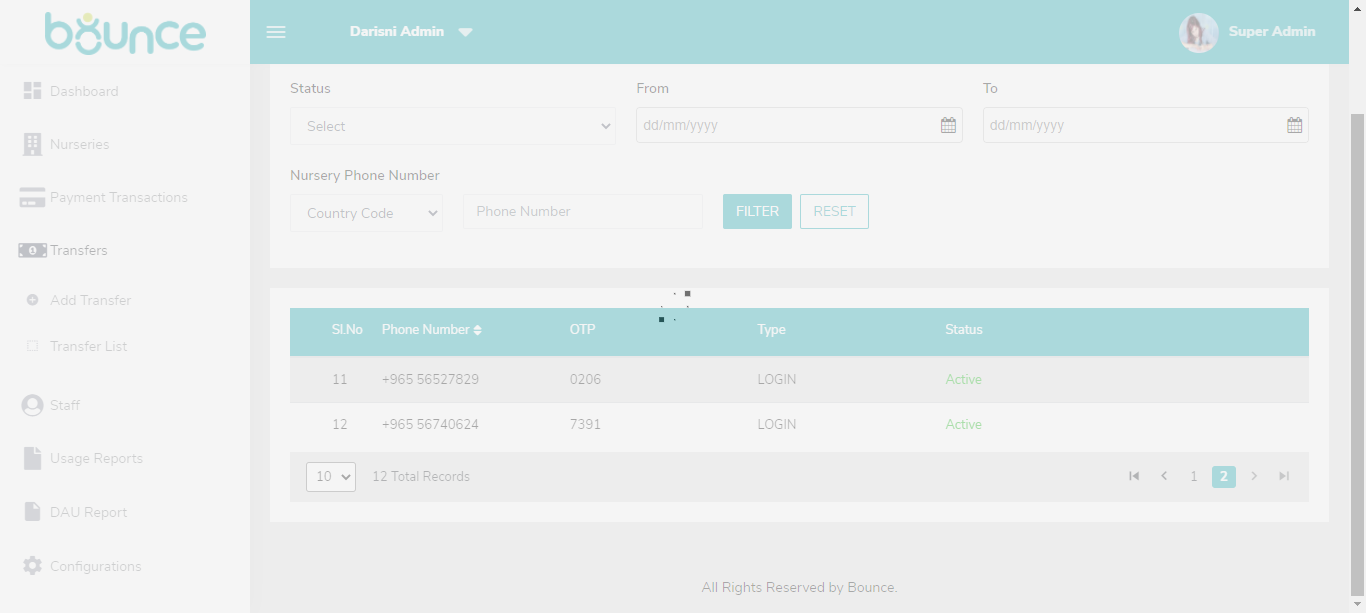 bounce
Darisni Admin
Super Admin
Dashboard
Nurseries
Payment Transactions
Transfers
Add Transfer
Transfer List
Staff
Usage Reports
DAU Report
Configurations
Status From To
Select dd/mm/yyyy dd/mm/yyyy
Nursery Phone Number
Country Code Phone Number FILTER RESET
Sl.No Phone Number OTP Type Status
11 +965 56527829 0206 LOGIN Active
12 +965 56740624 7391 LOGIN Active
10 12 Total Records 1 2
All Rights Reserved by Bounce.